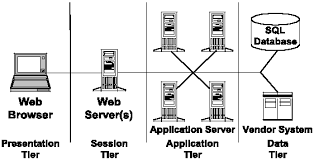 SQL
Database
Web
Browser
Web
Server(s)
Application Server
Vendor System
Presentation
Tier
Session
Tier
Application
Tier
Data
Tier